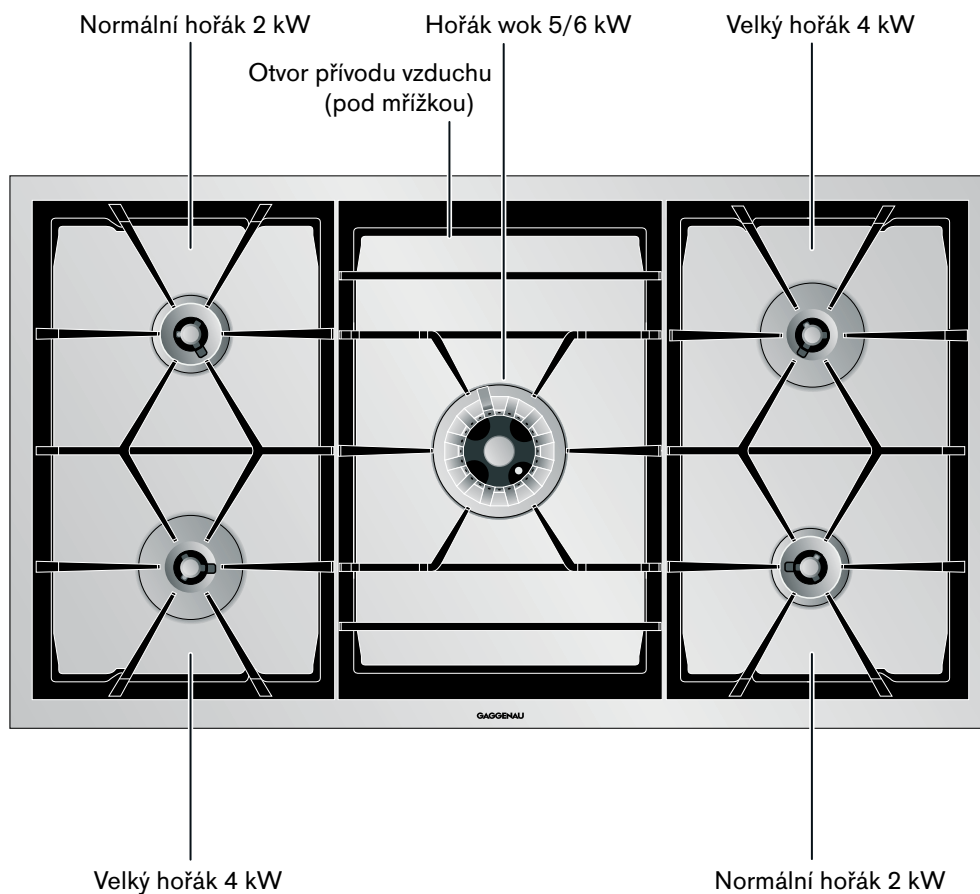 Normální hořák 2 kW
Hořák wok 5/6 kW
Velký hořák 4 kW
Otvor přívodu vzduchu
(pod mřížkou)
GAGGENAU
Velký hořák 4 kW
Normální hořák 2 kW